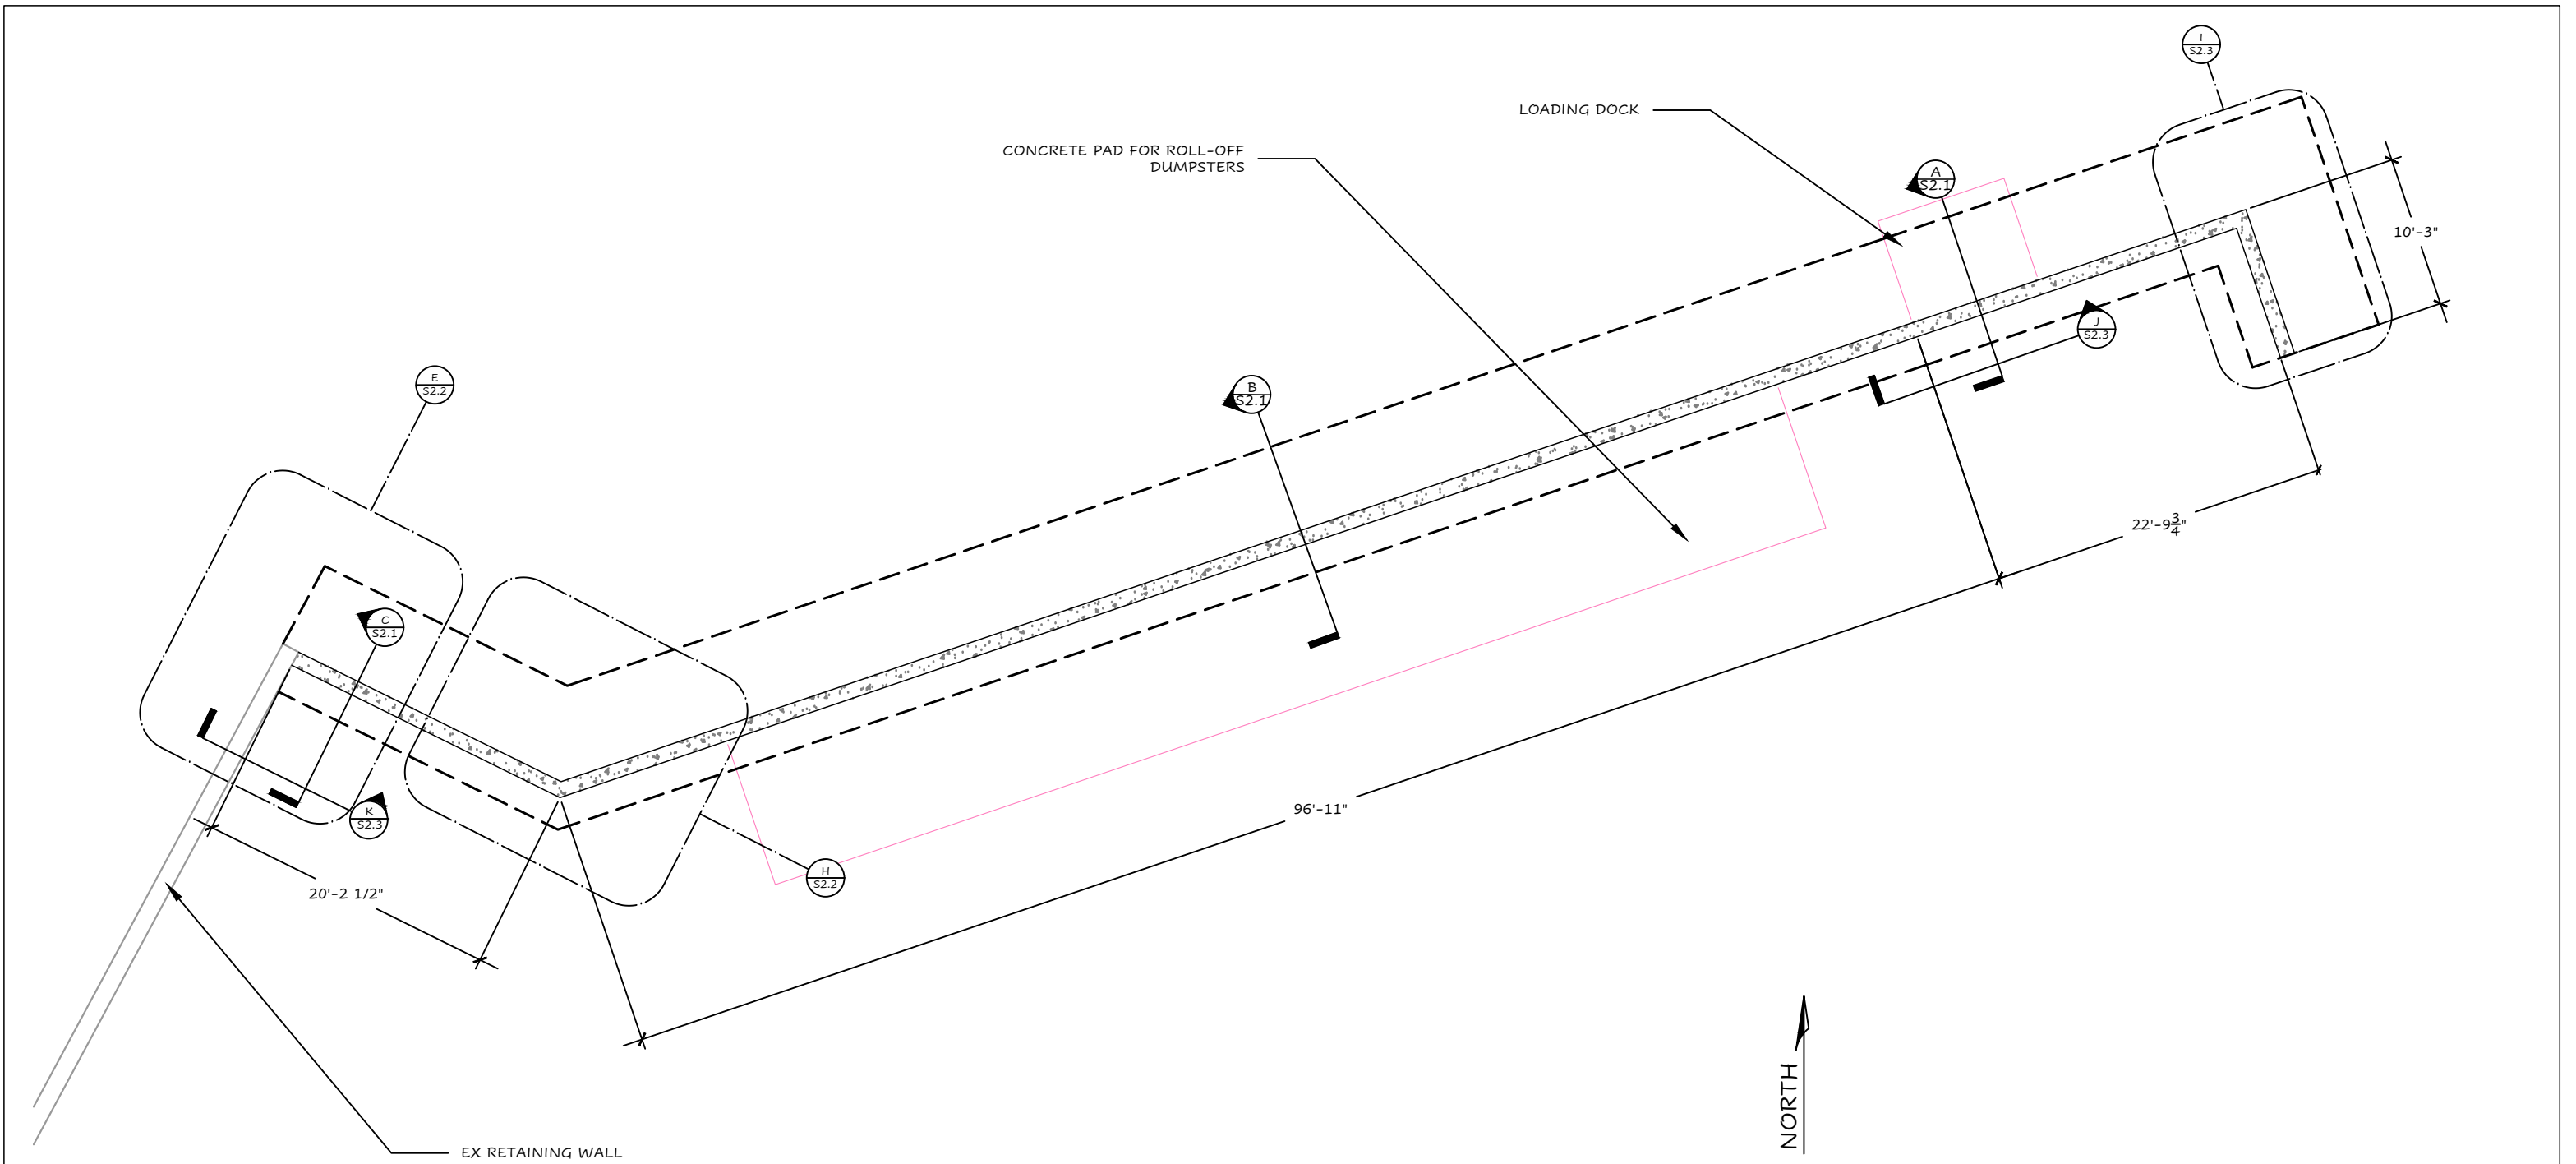 I
S2.3
LOADING DOCK
CONCRETE PAD FOR ROLL-OFF
DUMPSTERS
A
S2.1
10'-3"
J
S2.3
E
S2.2
B
S2.1
22'-9 3/4"
C
S2.1
96'-11"
K
S2.3
H
S2.2
20'-2 1/2"
NORTH
EX RETAINING WALL